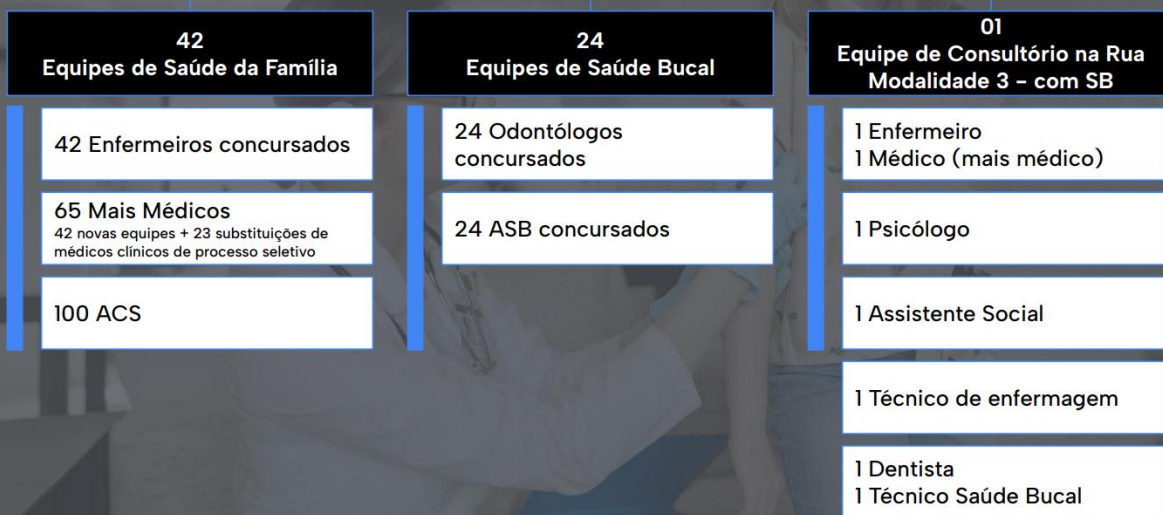 42
Equipes de Saúde da Família
42 Enfermeiros concursados
65 Mais Médicos
42 novas equipes + 23 substituições de
médicos clínicos de processo seletivo
100 ACS
24
Equipes de Saúde Bucal
24 Odontólogos
concursados
24 ASB concursados
01
Equipe de Consultório na Rua
Modalidade 3 - com SB
1 Enfermeiro
1 Médico (mais médico)
1 Psicólogo
1 Assistente Social
1 Técnico de enfermagem
1 Dentista
1 Técnico Saúde Bucal